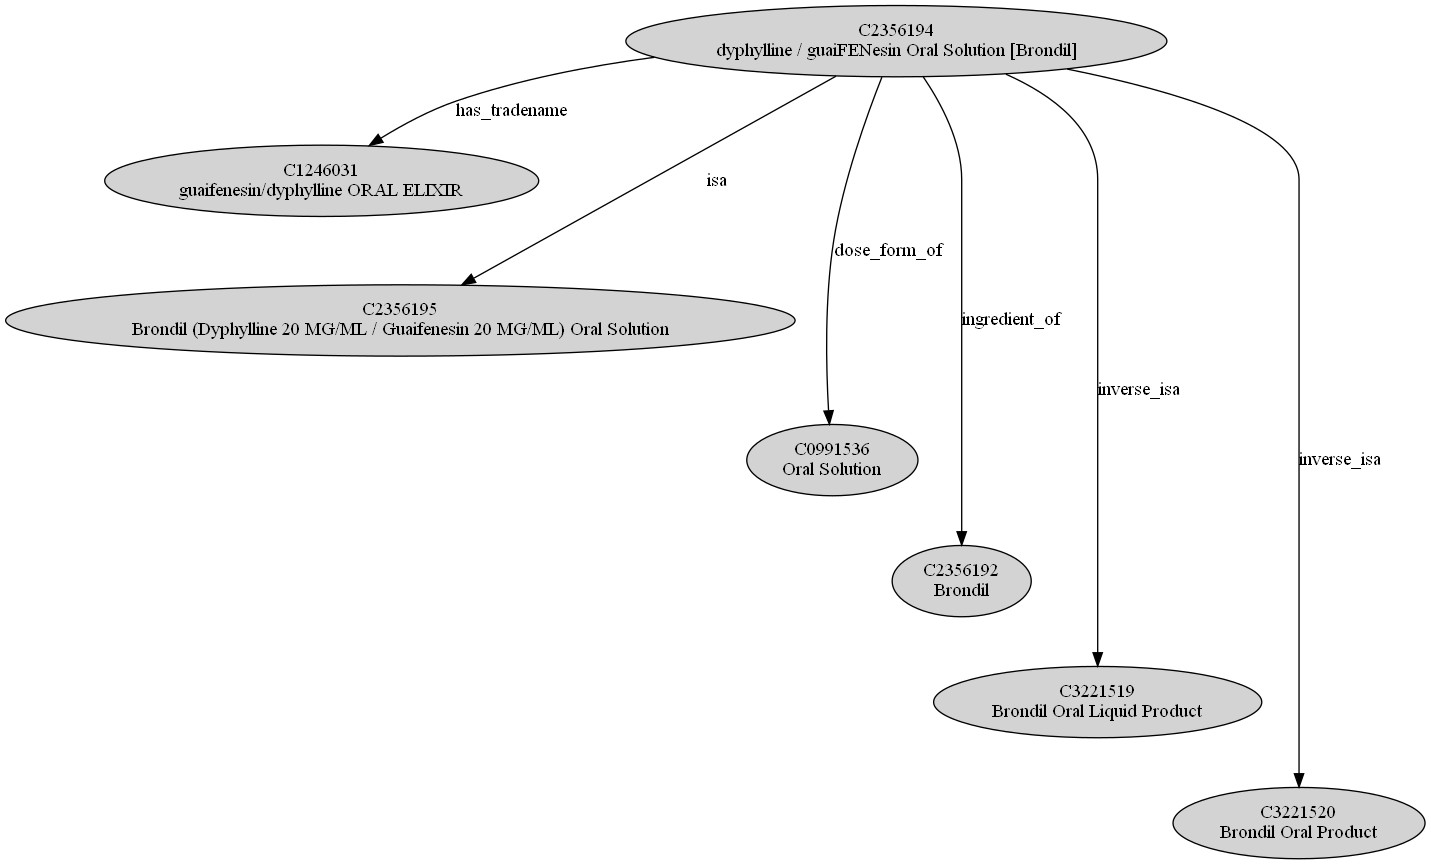 C2356194
dyphylline / guaiFENesin Oral Solution [Brondil]
has_tradename
C1246031
guaifenesin/dyphylline ORAL ELIXIR
isa
dose_form_of
C2356195
Brondil (Dyphylline 20 MG/ML / Guaifenesin 20 MG/ML) Oral Solution
ingredient_of
inverse_isa
C0991536
Oral Solution
inverse_isa
C2356192
Brondil
C3221519
Brondil Oral Liquid Product
C3221520
Brondil Oral Product